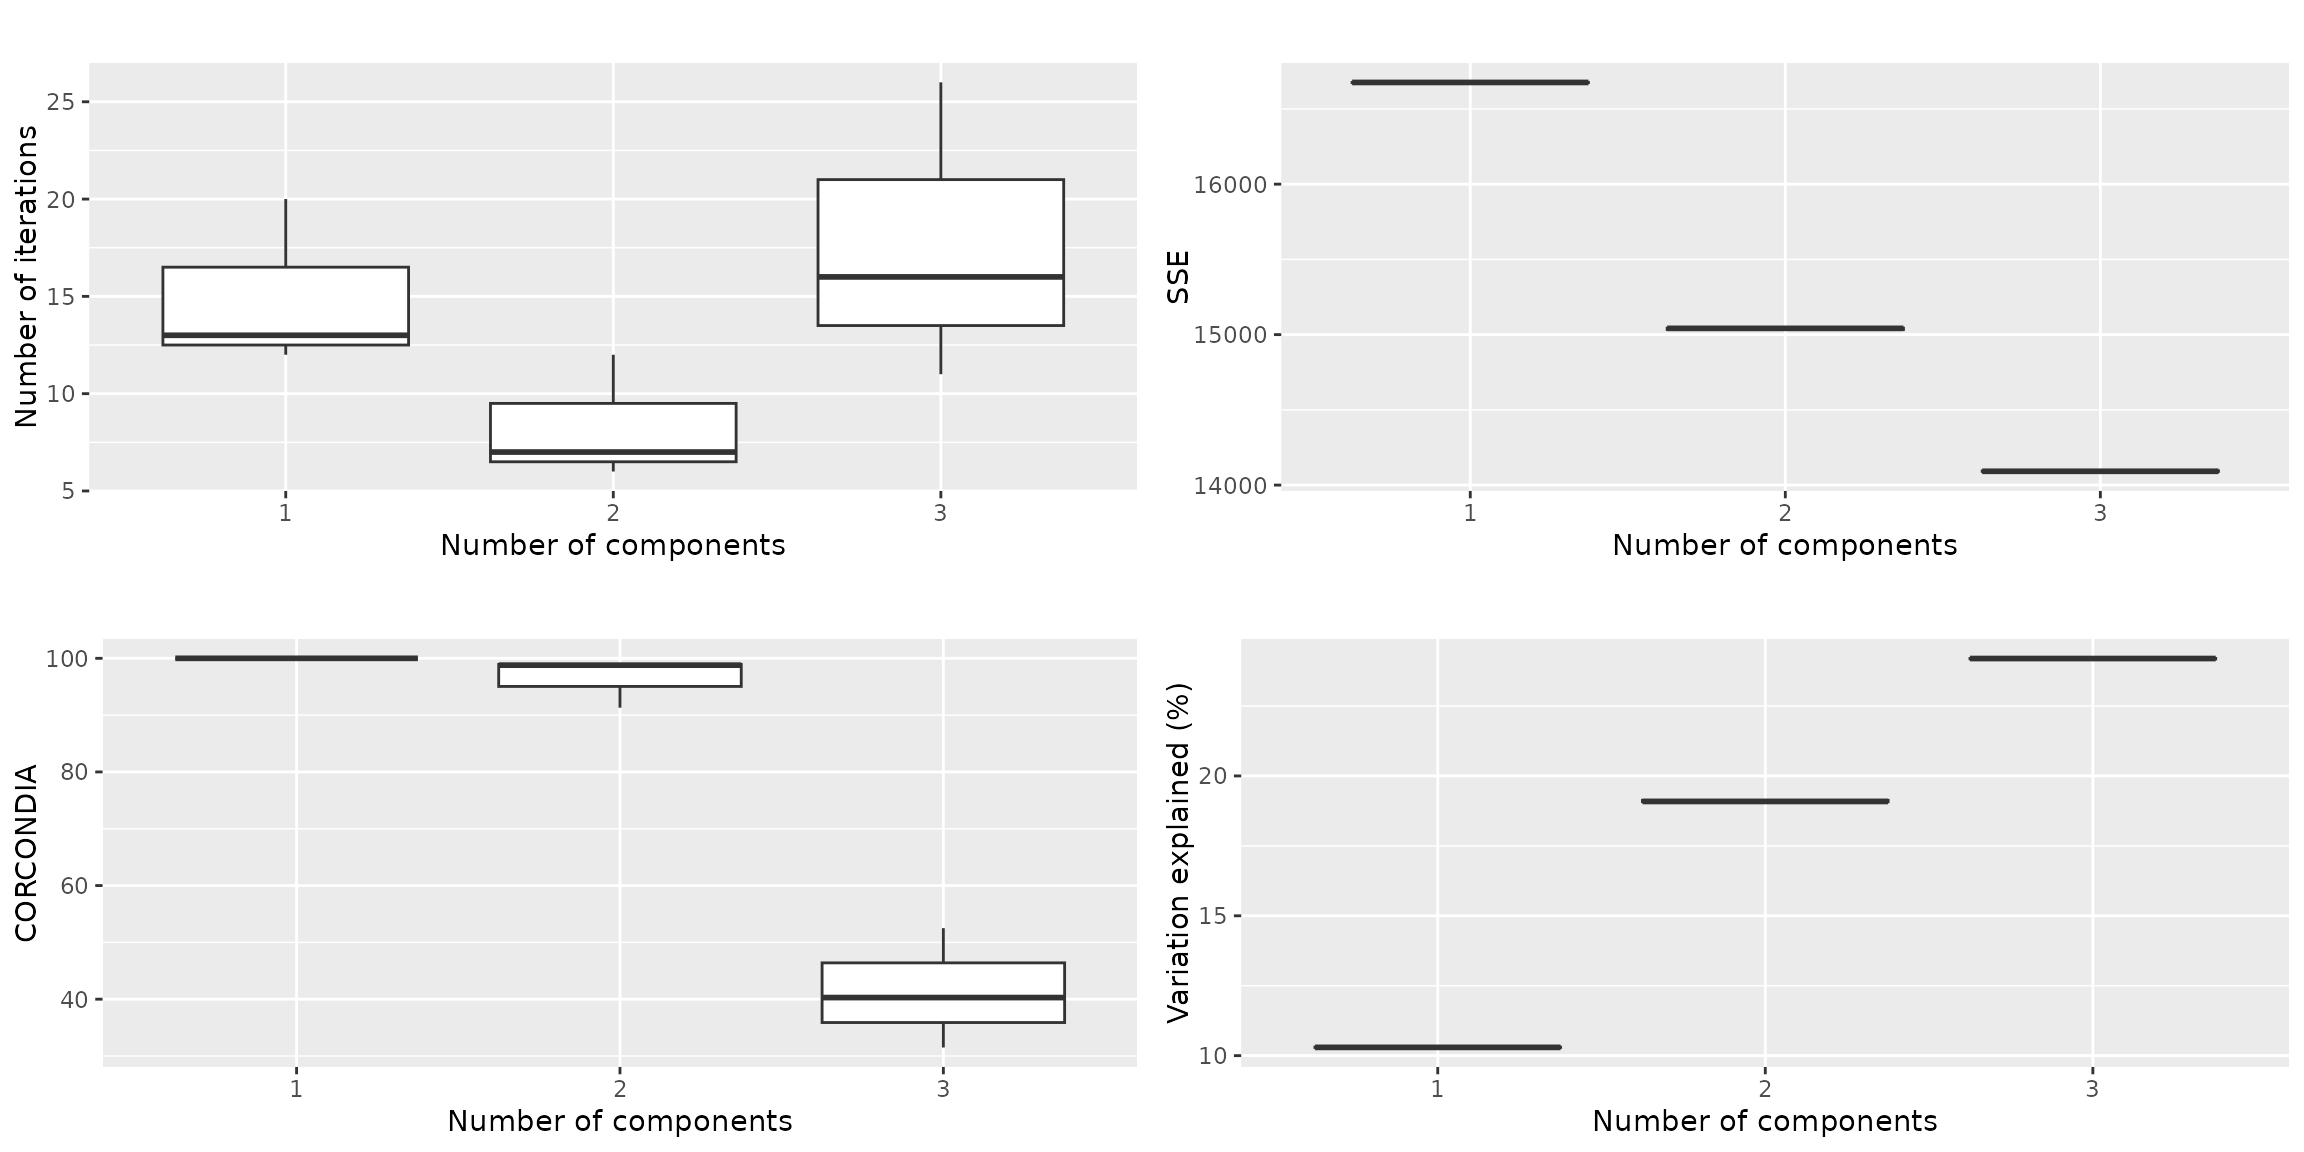 Number of iterations
25
20
15
10
5
1 2 3
Number of components
SSE
16000
15000
14000
1 2 3
Number of components
CORCONDIA
100
80
60
40
1 2 3
Number of components
Variation explained (%)
20
15
10
1 2 3
Number of components